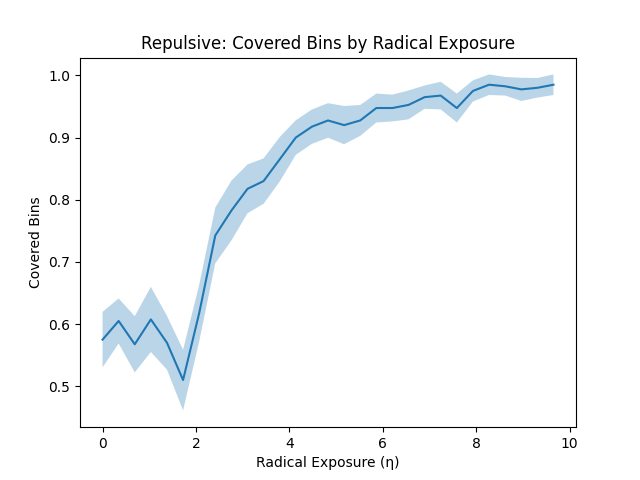 Repulsive: Covered Bins by Radical Exposure
1.0
0.9
0.8
0.7
0.6
0.5
Covered Bins
0 2 4 6 8 10
Radical Exposure (η)